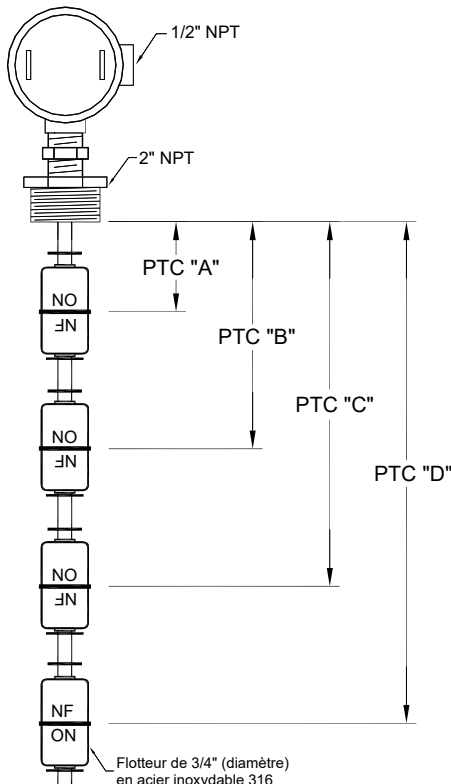 1/2" NPT
2" NPT
PTC "A"
NO
NF
PTC "B"
NO
NF
PTC "C"
PTC "D"
NO
NF
NF
NO
Flotteur de 3/4" (diamètre)
en acier inoxydable 316